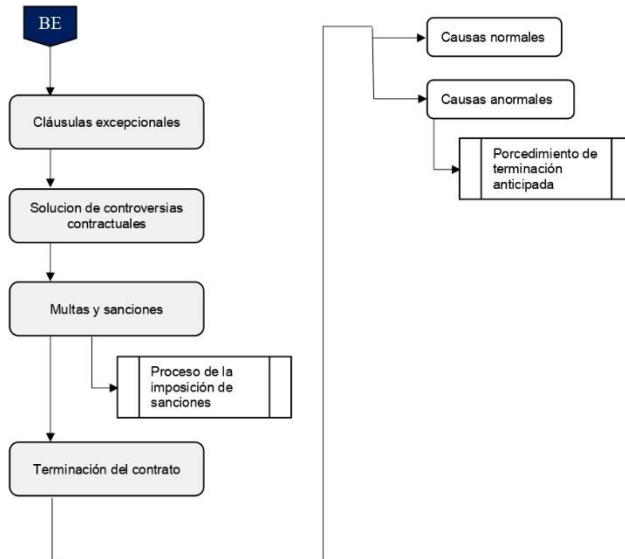 BE
Cláusulas excepcionales
Solucion de controversias
contractuales
Multas y sanciones
Proceso de la
imposición de
sanciones
Terminación del contrato
Causas normales
Causas anormales
Porcedimiento de
terminación
anticipada